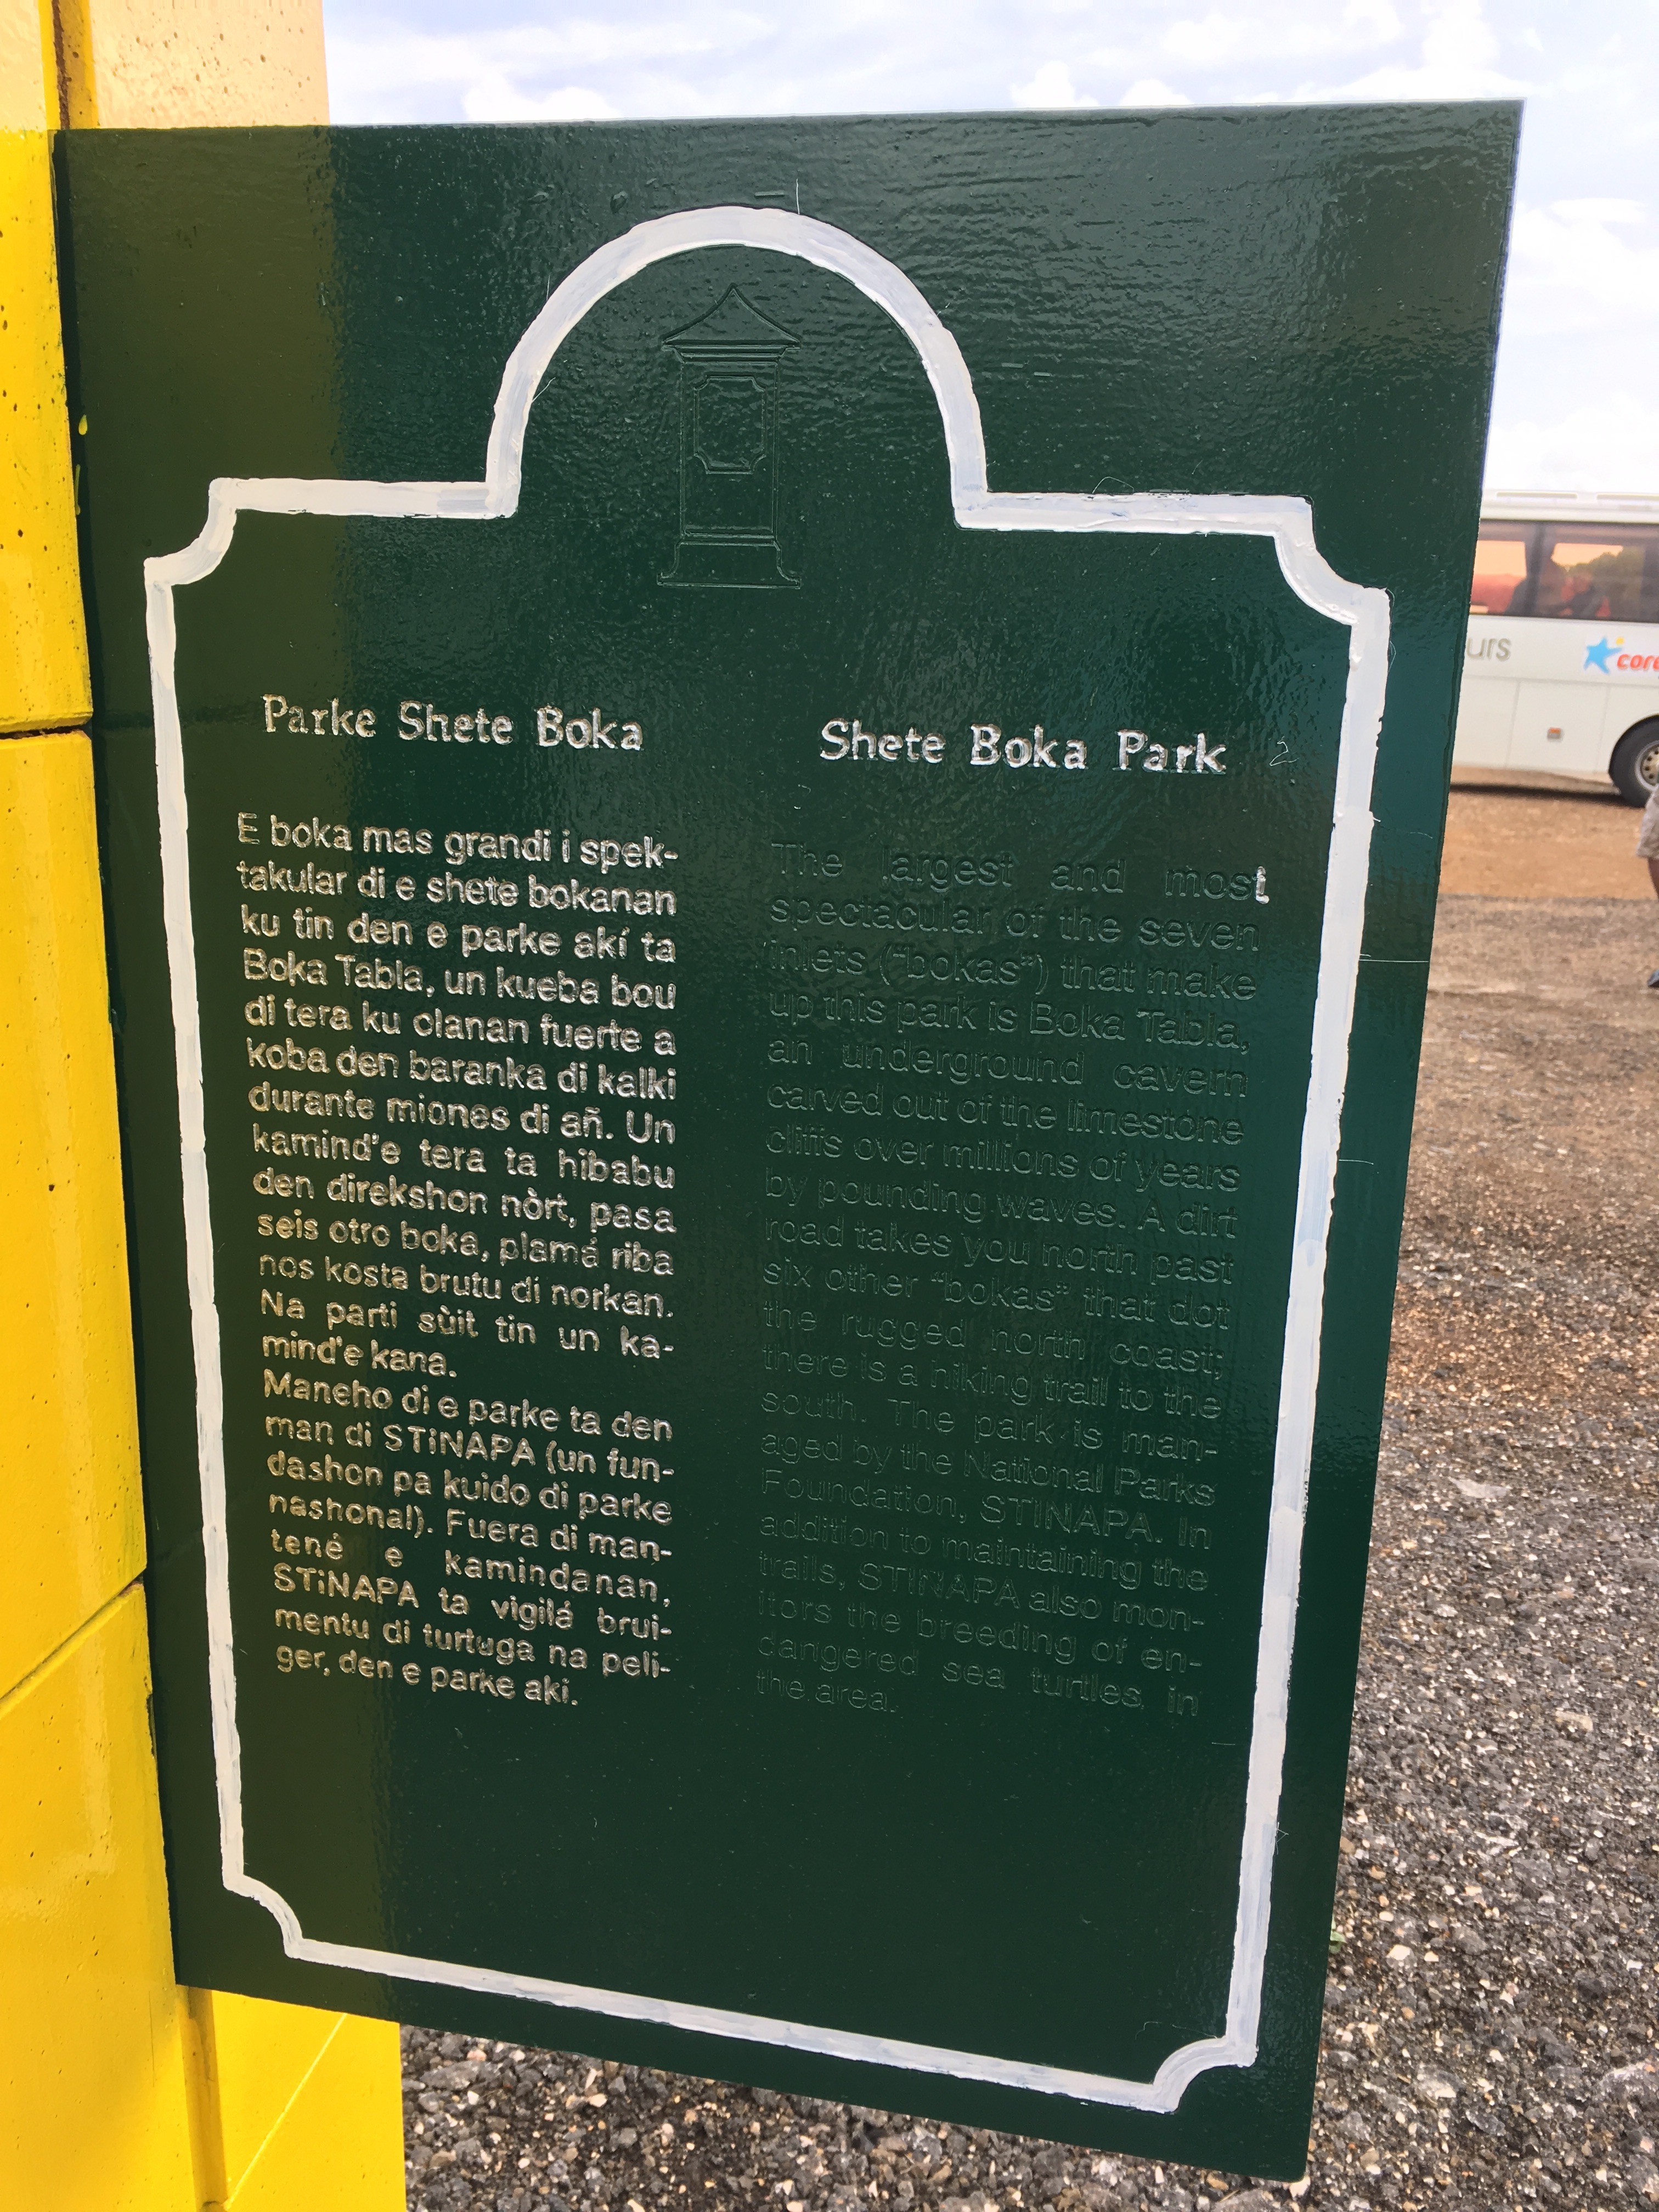 Parke Shete Boka
E boka mas grandi i spek-
takular di e shete bokanan
ku tin den e parke akí ta
Boka Tabla, un kueba bou
di tera ku olanan fuerte a
koba den baranka di kalki
durante miones di añ. Un
kamind'e tera ta hibabu
den direkshon nòrt, pasa
seis otro boka, plamá riba
nos kosta brutu di norkan.
Na parti sùit tin un ka-
mind'e kana.
Maneho di e parke ta den
man di STiNAPA (un fun-
dashon pa kuido di parke
nashonal). Fuera di man-
tené e kamindanan,
STiNAPA ta vigilá brui-
mentu di turtuga na peli-
ger, den e parke aki.
Shete Boka Park
The largest and most
spectacular of the seven
inlets ("bokas") that make
up this park is Boka Tabla,
an underground cavern
carved out of the limestone
cliffs over millions of years
by pounding waves. A dirt
road takes you north past
six other "bokas" that dot
the rugged north coast;
there is a hiking trail to the
south. The park is man-
aged by the National Parks
Foundation, STINAPA. In
addition to maintaining the
trails, STINAPA also mon-
itors the breeding of en-
dangered sea turtles in
the area.